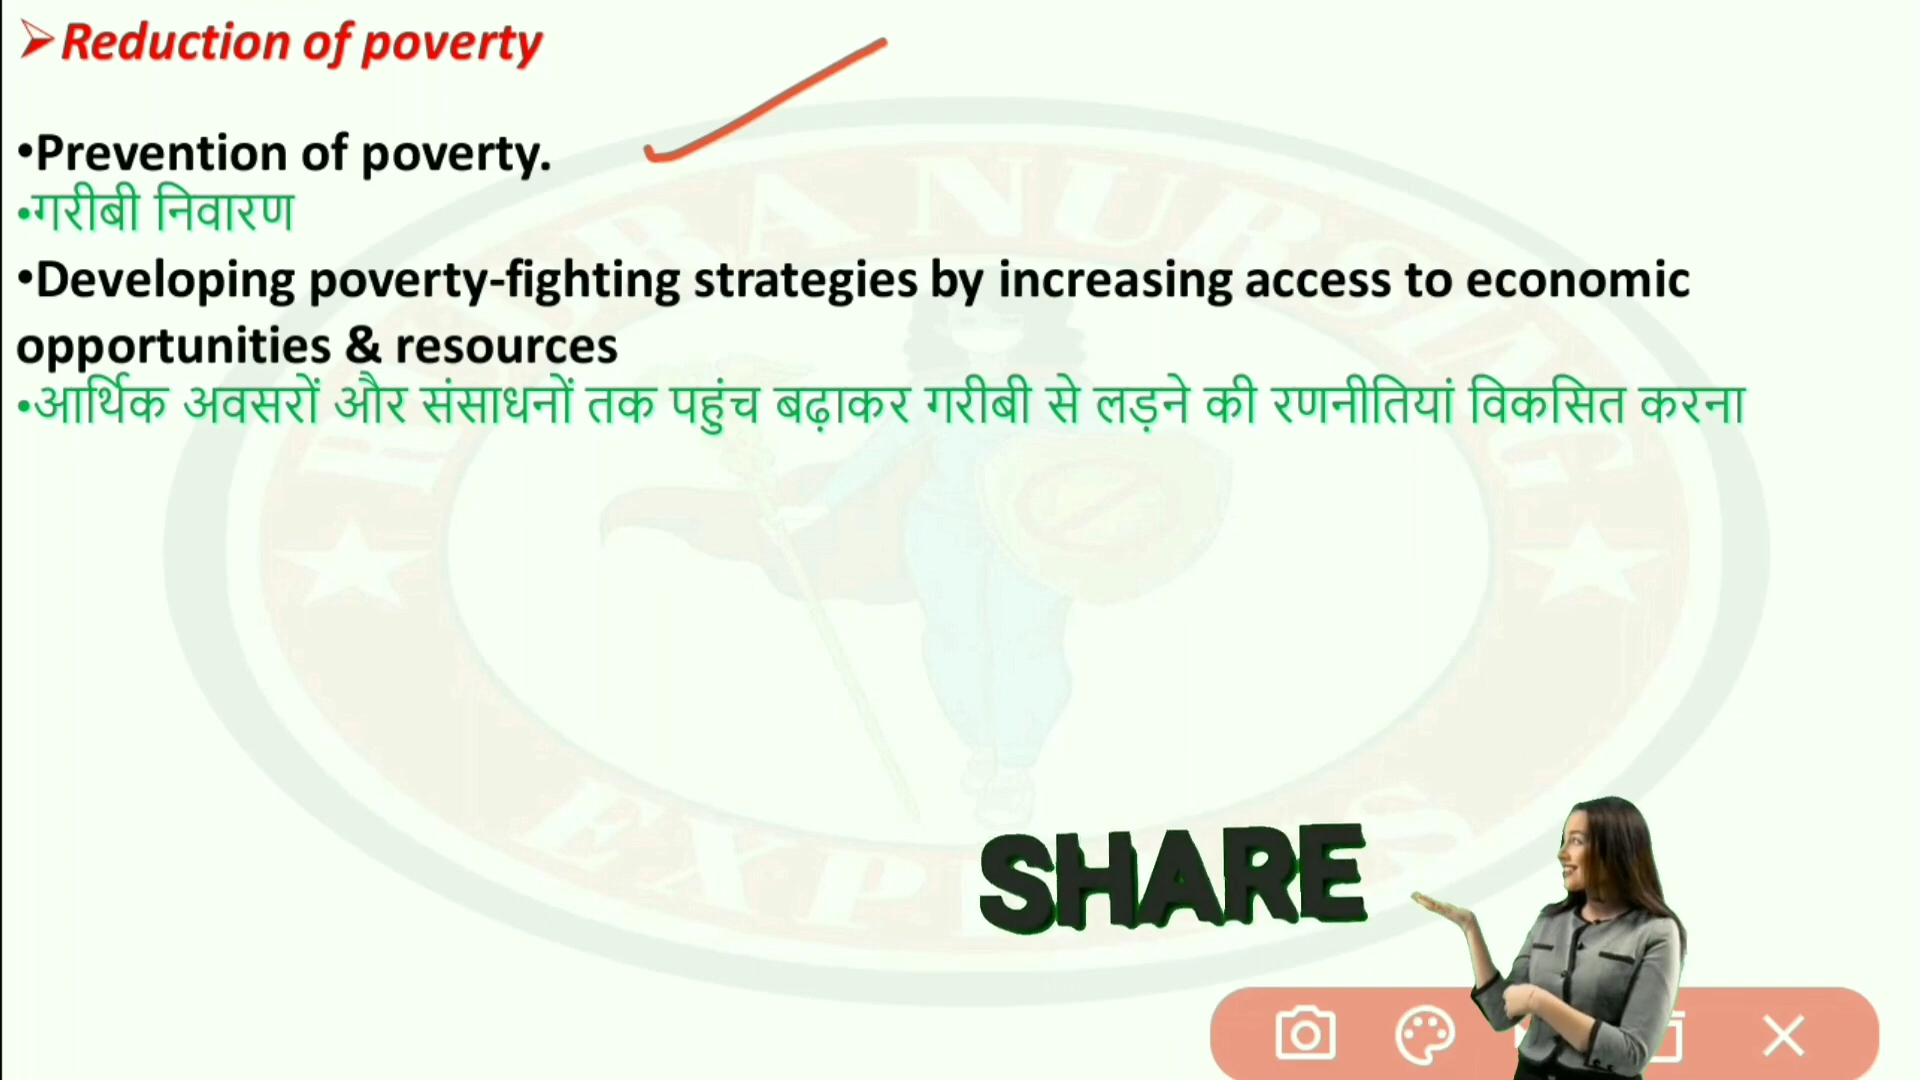 ➢Reduction of poverty
•Prevention of poverty.
•गरीबी निवारण
•Developing poverty-fighting strategies by increasing access to economic
opportunities & resources
•आर्थिक अवसरों और संसाधनों तक पहुंच बढ़ाकर गरीबी से लड़ने की रणनीतियां विकसित करना
NURSING
SHARE